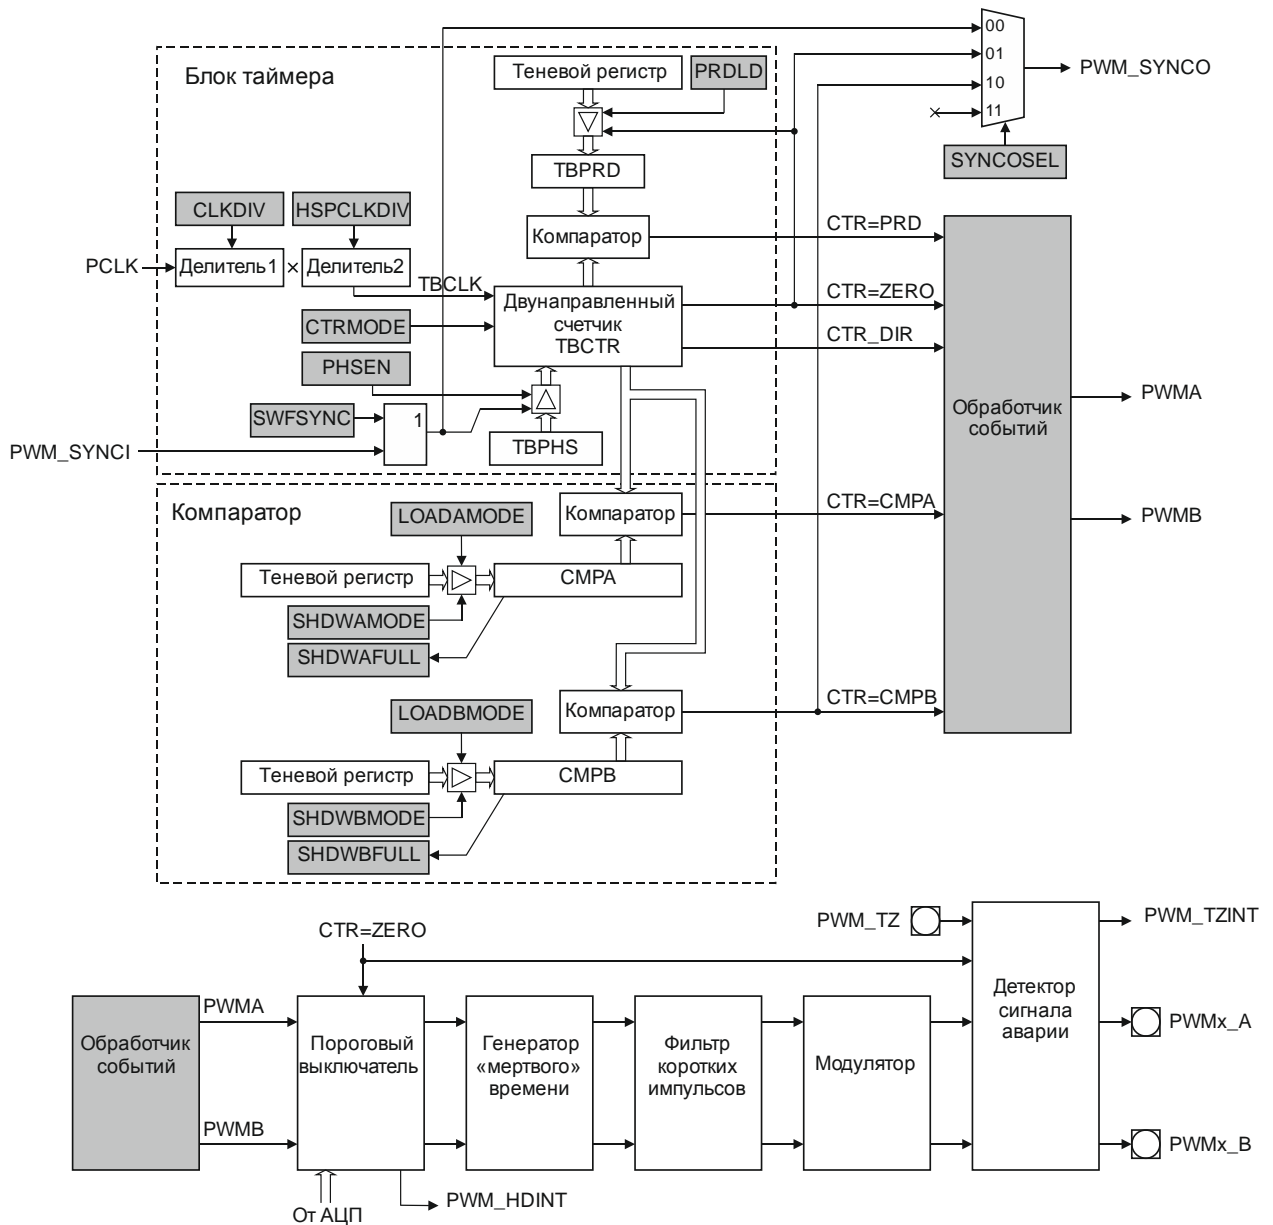 00
01
10
11
PWM_SYNCO
SYNCOSEL
Блок таймера
Теневой регистр
PRDLD
TBPRD
CLKDIV
HSPCLKDIV
Компаратор
CTR=PRD
PCLK
Делитель1
×
Делитель2
TBCLK
Двунаправленный
счетчик
TBCTR
CTR=ZERO
CTRMODE
CTR_DIR
PHSEN
SWFSYNC
1
PWM_SYNCI
TBPHS
Обработчик
событий
PWMA
PWMB
Компаратор
LOADAMODE
Компаратор
CTR=CMPA
Теневой регистр
CMPA
SHDWAMODE
SHDWAFULL
LOADBMODE
Компаратор
CTR=CMPB
Теневой регистр
CMPB
SHDWBMODE
SHDWBFULL
CTR=ZERO
PWM_TZ
PWM_TZINT
Обработчик
событий
PWMA
PWMB
Пороговый
выключатель
Генератор
«мертвого»
времени
Фильтр
коротких
импульсов
Модулятор
Детектор
сигнала
аварии
PWMx_A
PWMx_B
От АЦП
PWM_HDINT